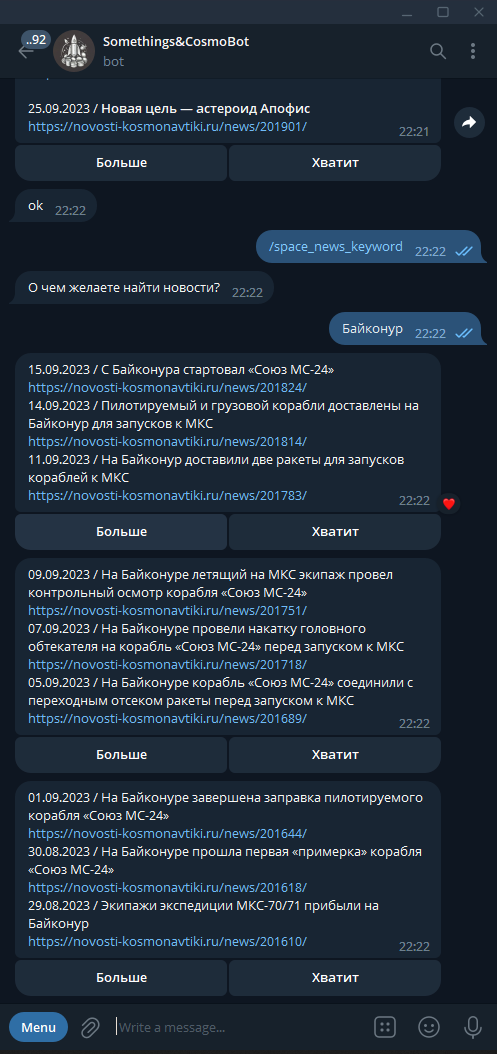 ..92
Somethings&CosmoBot
bot
25.09.2023 / Новая цель — астероид Апофис
https://novosti-kosmonavtiki.ru/news/201901/
22:21
Больше
Хватит
ok 22:22
/space_news_keyword 22:22
О чем желаете найти новости? 22:22
Байконур 22:22
15.09.2023 / С Байконура стартовал «Союз МС-24»
https://novosti-kosmonavtiki.ru/news/201824/
14.09.2023 / Пилотируемый и грузовой корабли доставлены на
Байконур для запусков к МКС
https://novosti-kosmonavtiki.ru/news/201814/
11.09.2023 / На Байконур доставили две ракеты для запусков
кораблей к МКС
https://novosti-kosmonavtiki.ru/news/201783/
22:22
Больше
Хватит
09.09.2023 / На Байконуре летящий на МКС экипаж провел
контрольный осмотр корабля «Союз МС-24»
https://novosti-kosmonavtiki.ru/news/201751/
07.09.2023 / На Байконуре провели накатку головного
обтекателя на корабль «Союз МС-24» перед запуском к МКС
https://novosti-kosmonavtiki.ru/news/201718/
05.09.2023 / На Байконуре корабль «Союз МС-24» соединили с
переходным отсеком ракеты перед запуском к МКС
https://novosti-kosmonavtiki.ru/news/201689/
22:22
Больше
Хватит
01.09.2023 / На Байконуре завершена заправка пилотируемого
корабля «Союз МС-24»
https://novosti-kosmonavtiki.ru/news/201644/
30.08.2023 / На Байконуре прошла первая «примерка» корабля
«Союз МС-24»
https://novosti-kosmonavtiki.ru/news/201618/
29.08.2023 / Экипажи экспедиции МКС-70/71 прибыли на
Байконур
https://novosti-kosmonavtiki.ru/news/201610/
22:22
Больше
Хватит
Menu
Write a message...